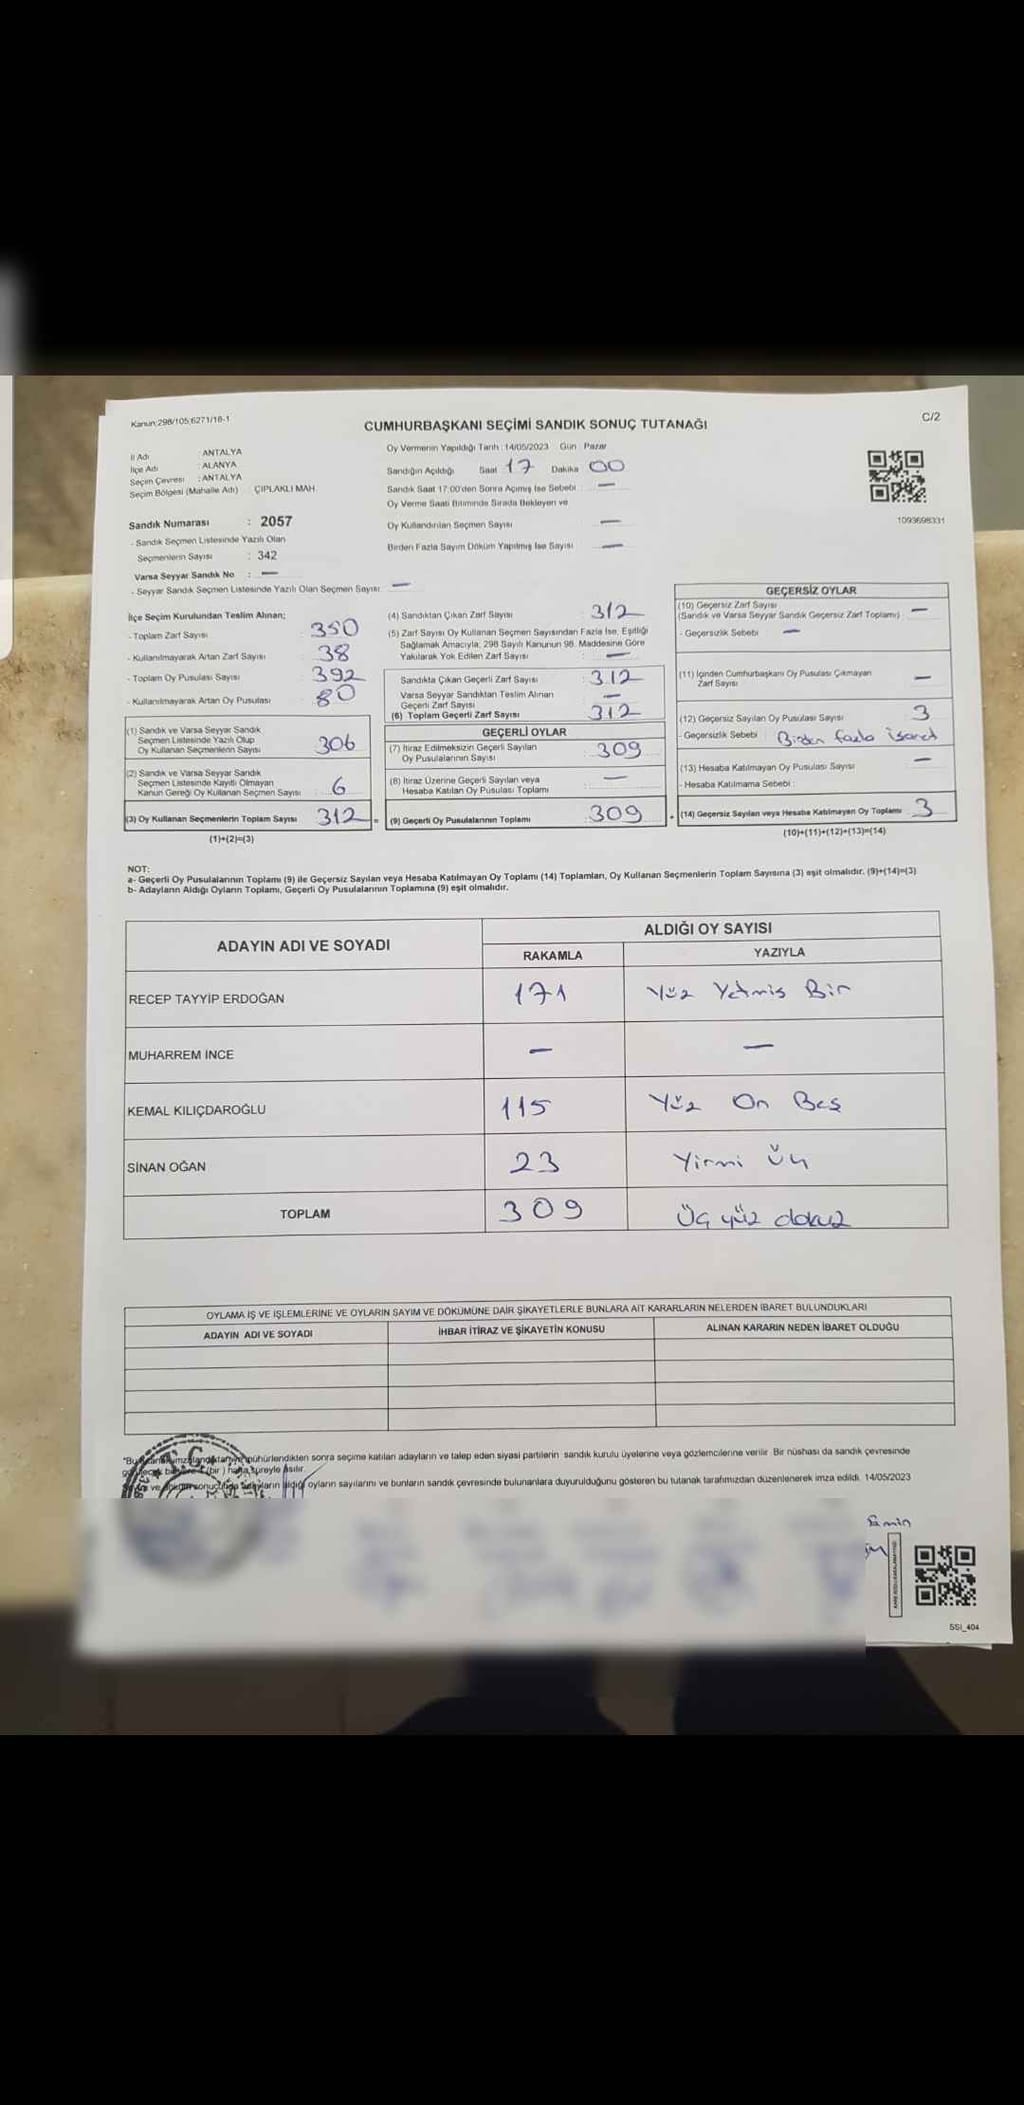 Kanun:298/105;6271/16-1
C/2
CUMHURBAŞKANI SEÇİMİ SANDIK SONUÇ TUTANAĞI
İl Adı : ANTALYA
İlçe Adı : ALANYA
Seçim Çevresi : ANTALYA
Seçim Bölgesi (Mahalle Adı) ÇIPLAKLI MAH.
Sandık Numarası : 2057
- Sandık Seçmen Listesinde Yazılı Olan
Seçmenlerin Sayısı : 342
Varsa Seyyar Sandık No : —
- Seyyar Sandık Seçmen Listesinde Yazılı Olan Seçmen Sayısı: —
Oy Vermenin Yapıldığı Tarih :14/05/2023 Gün : Pazar
Sandığın Açıldığı Saat 17 Dakika 00
Sandık Saat 17:00'den Sonra Açılmış İse Sebebi : —
Oy Verme Saati Bitiminde Sırada Bekleyen ve
Oy Kullandırılan Seçmen Sayısı —
Birden Fazla Sayım Döküm Yapılmış İse Sayısı —
1093698331
İlçe Seçim Kurulundan Teslim Alınan;
- Toplam Zarf Sayısı : 350
- Kullanılmayarak Artan Zarf Sayısı : 38
- Toplam Oy Pusulası Sayısı : 392
- Kullanılmayarak Artan Oy Pusulası : 80
(1) Sandık ve Varsa Seyyar Sandık
Seçmen Listesinde Yazılı Olup
Oy Kullanan Seçmenlerin Sayısı 306
(2) Sandık ve Varsa Seyyar Sandık
Seçmen Listesinde Kayıtlı Olmayan
Kanun Gereği Oy Kullanan Seçmen Sayısı : 6
(3) Oy Kullanan Seçmenlerin Toplam Sayısı 312 =
(1)+(2)=(3)
(4) Sandıktan Çıkan Zarf Sayısı : 312
(5) Zarf Sayısı Oy Kullanan Seçmen Sayısından Fazla İse, Eşitliği
Sağlamak Amacıyla; 298 Sayılı Kanunun 98. Maddesine Göre
Yakılarak Yok Edilen Zarf Sayısı : —
Sandıkta Çıkan Geçerli Zarf Sayısı : 312
Varsa Seyyar Sandıktan Teslim Alınan
Geçerli Zarf Sayısı : —
(6) Toplam Geçerli Zarf Sayısı : 312
GEÇERLİ OYLAR
(7) İtiraz Edilmeksizin Geçerli Sayılan
Oy Pusulalarının Sayısı : 309
(8) İtiraz Üzerine Geçerli Sayılan veya
Hesaba Katılan Oy Pusulası Toplamı : —
(9) Geçerli Oy Pusulalarının Toplamı : 309 +
GEÇERSİZ OYLAR
(10) Geçersiz Zarf Sayısı
(Sandık ve Varsa Seyyar Sandık Geçersiz Zarf Toplamı) : —
- Geçersizlik Sebebi : —
(11) İçinden Cumhurbaşkanı Oy Pusulası Çıkmayan
Zarf Sayısı —
(12) Geçersiz Sayılan Oy Pusulası Sayısı 3
- Geçersizlik Sebebi : Birden fazla işaret
(13) Hesaba Katılmayan Oy Pusulası Sayısı : —
- Hesaba Katılmama Sebebi :
(14) Geçersiz Sayılan veya Hesaba Katılmayan Oy Toplamı 3
(10)+(11)+(12)+(13)=(14)
NOT:
a- Geçerli Oy Pusulalarının Toplamı (9) ile Geçersiz Sayılan veya Hesaba Katılmayan Oy Toplamı (14) Toplamları, Oy Kullanan Seçmenlerin Toplam Sayısına (3) eşit olmalıdır. (9)+(14)=(3)
b- Adayların Aldığı Oyların Toplamı, Geçerli Oy Pusulalarının Toplamına (9) eşit olmalıdır.
ADAYIN ADI VE SOYADI
ALDIĞI OY SAYISI
RAKAMLA YAZIYLA
RECEP TAYYİP ERDOĞAN 171 Yüz Yetmiş Bir
MUHARREM İNCE — —
KEMAL KILIÇDAROĞLU 115 Yüz On Beş
SİNAN OĞAN 23 Yirmi Üç
TOPLAM 309 Üç yüz dokuz
OYLAMA İŞ VE İŞLEMLERİNE VE OYLARIN SAYIM VE DÖKÜMÜNE DAİR ŞİKAYETLERLE BUNLARA AİT KARARLARIN NELERDEN İBARET BULUNDUKLARI
ADAYIN ADI VE SOYADI İHBAR İTİRAZ VE ŞİKAYETİN KONUSU ALINAN KARARIN NEDEN İBARET OLDUĞU
mühürlendikten sonra seçime katılan adayların ve talep eden siyasi partilerin sandık kurulu üyelerine veya gözlemcilerine verilir. Bir nüshası da sandık çevresinde
(bir) hafta süreyle asılır.
aldığı oyların sayılarını ve bunların sandık çevresinde bulunanlara duyurulduğunu gösteren bu tutanak tarafımızdan düzenlenerek imza edildi. 14/05/2023
T.C.
SSİ_404